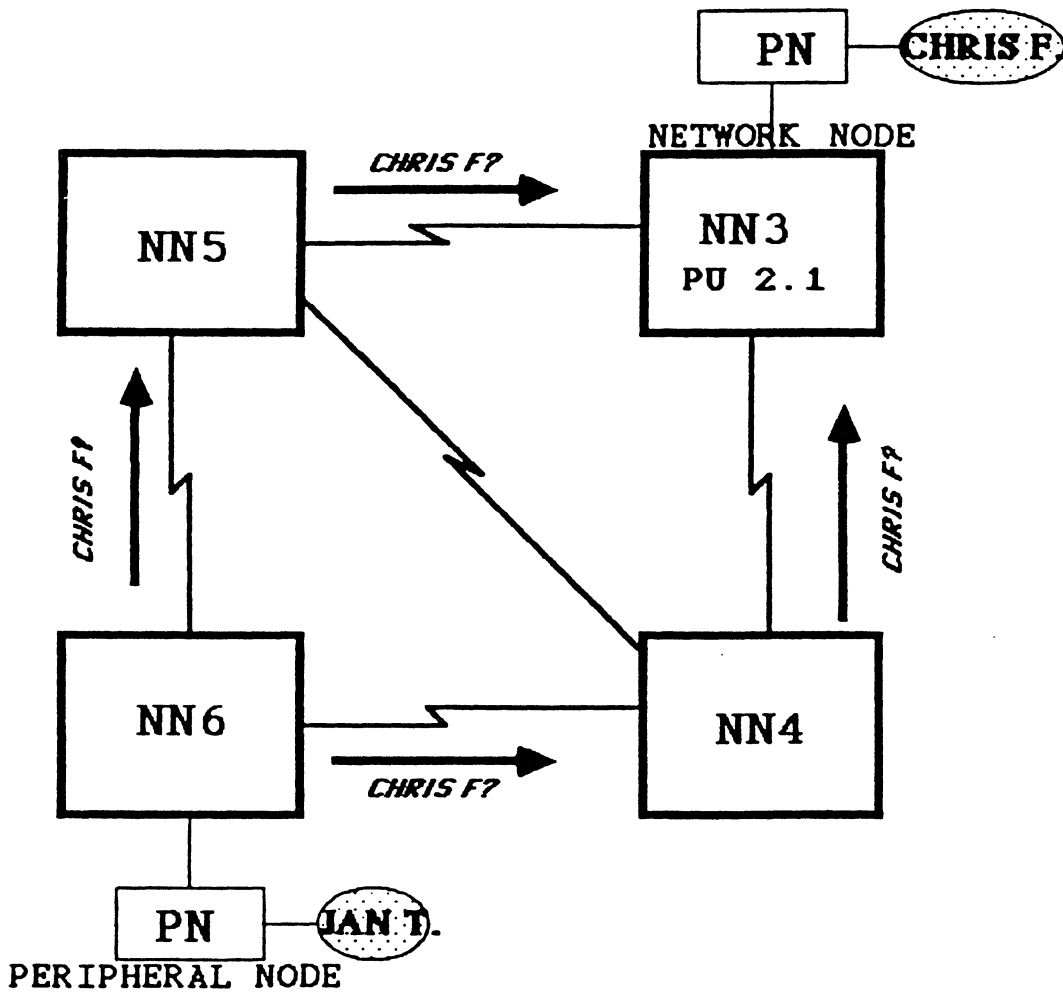 PN
CHRIS F.
NETWORK NODE
CHRIS F?
NN5
NN3
PU 2.1
CHRIS F?
CHRIS F?
NN6
NN4
CHRIS F?
PN
JAN T.
PERIPHERAL NODE